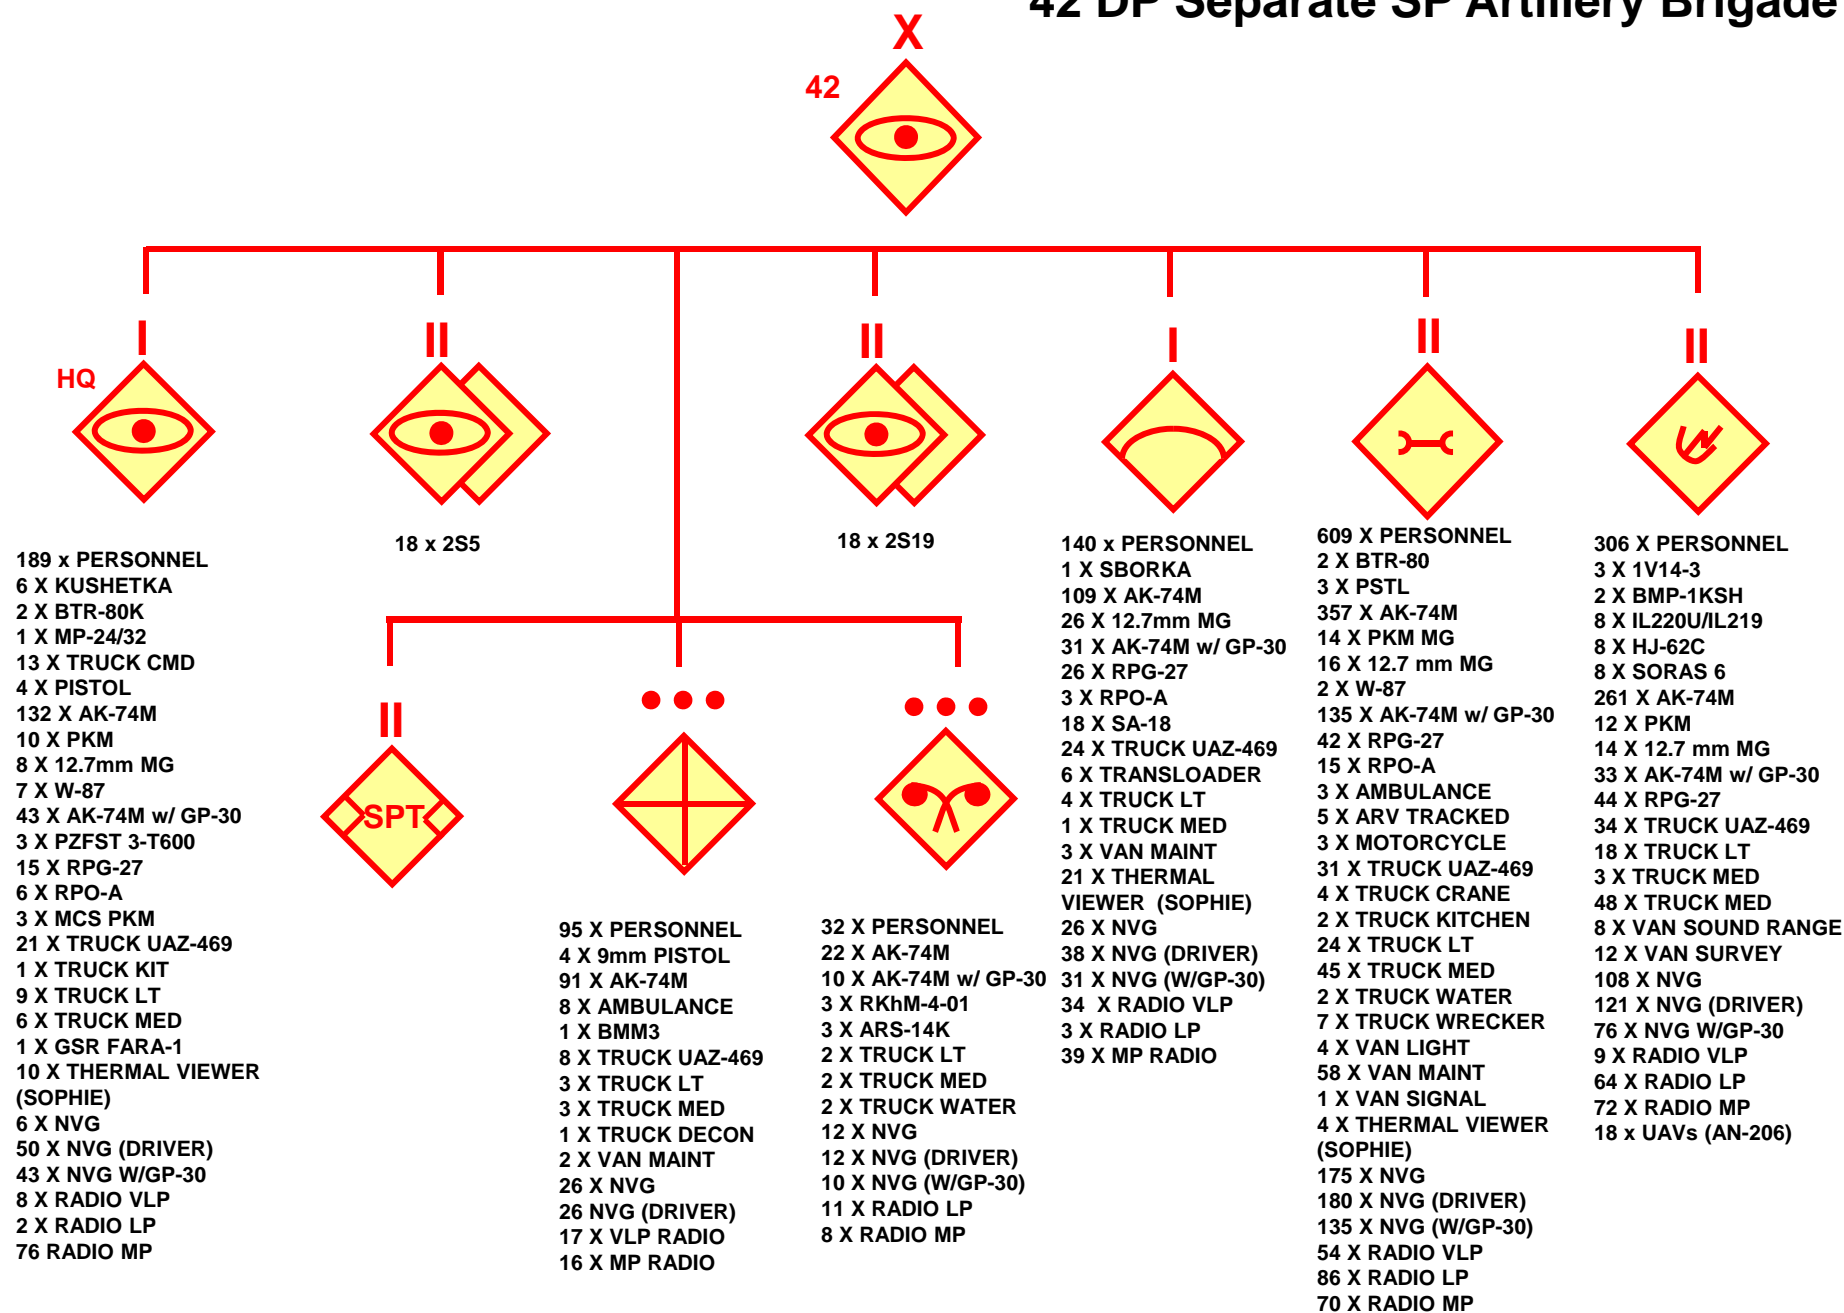 42 DP Separate SP Artillery Brigade
X
42
I
HQ
II
II
I
II
II
18 x 2S5
18 x 2S19
189 x PERSONNEL
6 X KUSHETKA
2 X BTR-80K
1 X MP-24/32
13 X TRUCK CMD
4 X PISTOL
132 X AK-74M
10 X PKM
8 X 12.7mm MG
7 X W-87
43 X AK-74M w/ GP-30
3 X PZFST 3-T600
15 X RPG-27
6 X RPO-A
3 X MCS PKM
21 X TRUCK UAZ-469
1 X TRUCK KIT
9 X TRUCK LT
6 X TRUCK MED
1 X GSR FARA-1
10 X THERMAL VIEWER
(SOPHIE)
6 X NVG
50 X NVG (DRIVER)
43 X NVG W/GP-30
8 X RADIO VLP
2 X RADIO LP
76 RADIO MP
II
SPT
95 X PERSONNEL
4 X 9mm PISTOL
91 X AK-74M
8 X AMBULANCE
1 X BMM3
8 X TRUCK UAZ-469
3 X TRUCK LT
3 X TRUCK MED
1 X TRUCK DECON
2 X VAN MAINT
26 X NVG
26 NVG (DRIVER)
17 X VLP RADIO
16 X MP RADIO
32 X PERSONNEL
22 X AK-74M
10 X AK-74M w/ GP-30
3 X RKhM-4-01
3 X ARS-14K
2 X TRUCK LT
2 X TRUCK MED
2 X TRUCK WATER
12 X NVG
12 X NVG (DRIVER)
10 X NVG (W/GP-30)
11 X RADIO LP
8 X RADIO MP
140 x PERSONNEL
1 X SBORKA
109 X AK-74M
26 X 12.7mm MG
31 X AK-74M w/ GP-30
26 X RPG-27
3 X RPO-A
18 X SA-18
24 X TRUCK UAZ-469
6 X TRANSLOADER
4 X TRUCK LT
1 X TRUCK MED
3 X VAN MAINT
21 X THERMAL
VIEWER (SOPHIE)
26 X NVG
38 X NVG (DRIVER)
31 X NVG (W/GP-30)
34 X RADIO VLP
3 X RADIO LP
39 X MP RADIO
609 X PERSONNEL
2 X BTR-80
3 X PSTL
357 X AK-74M
14 X PKM MG
16 X 12.7 mm MG
2 X W-87
135 X AK-74M w/ GP-30
42 X RPG-27
15 X RPO-A
3 X AMBULANCE
5 X ARV TRACKED
3 X MOTORCYCLE
31 X TRUCK UAZ-469
4 X TRUCK CRANE
2 X TRUCK KITCHEN
24 X TRUCK LT
45 X TRUCK MED
2 X TRUCK WATER
7 X TRUCK WRECKER
4 X VAN LIGHT
58 X VAN MAINT
1 X VAN SIGNAL
4 X THERMAL VIEWER
(SOPHIE)
175 X NVG
180 X NVG (DRIVER)
135 X NVG (W/GP-30)
54 X RADIO VLP
86 X RADIO LP
70 X RADIO MP
306 X PERSONNEL
3 X 1V14-3
2 X BMP-1KSH
8 X IL220U/IL219
8 X HJ-62C
8 X SORAS 6
261 X AK-74M
12 X PKM
14 X 12.7 mm MG
33 X AK-74M w/ GP-30
44 X RPG-27
34 X TRUCK UAZ-469
18 X TRUCK LT
3 X TRUCK MED
48 X TRUCK MED
8 X VAN SOUND RANGE
12 X VAN SURVEY
108 X NVG
121 X NVG (DRIVER)
76 X NVG W/GP-30
9 X RADIO VLP
64 X RADIO LP
72 X RADIO MP
18 x UAVs (AN-206)